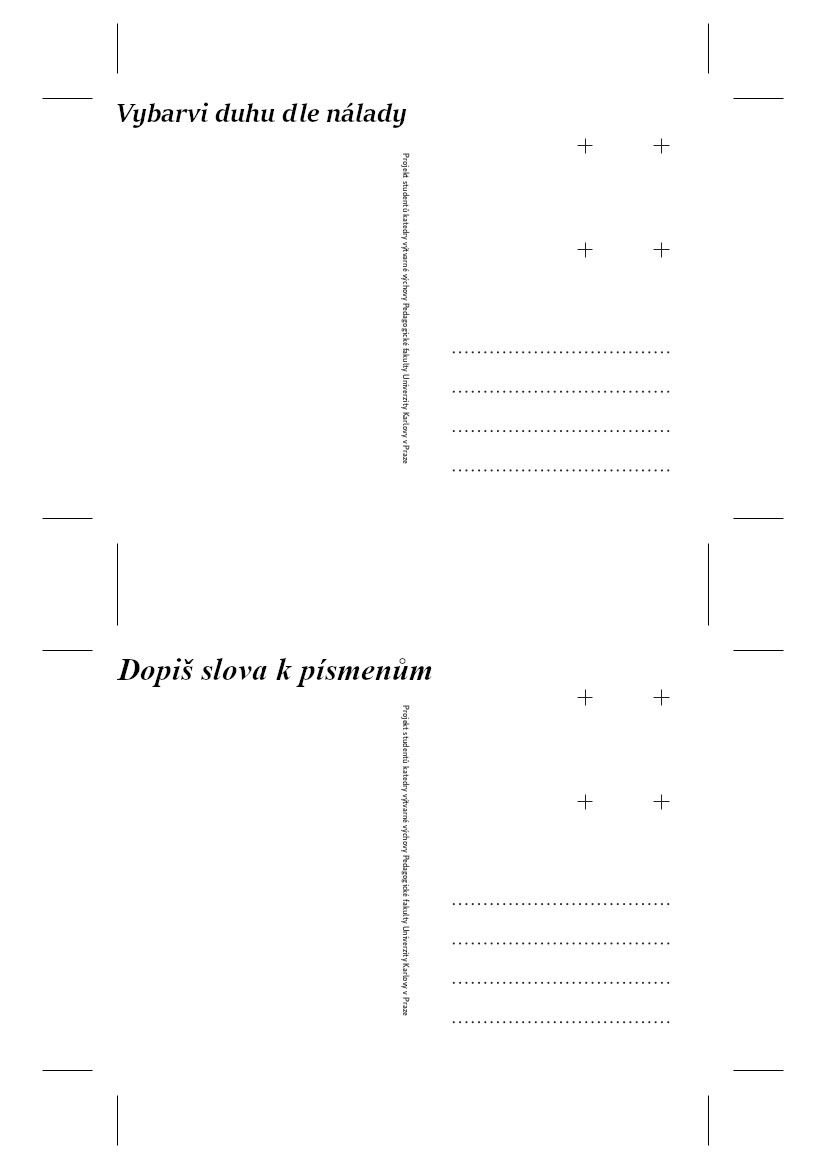 Vybarvi duhu dle nálady
Projekt studentů katedry výtvarné výchovy Pedagogické fakulty Univerzity Karlovy v Praze
Dopiš slova k písmenům
Projekt studentů katedry výtvarné výchovy Pedagogické fakulty Univerzity Karlovy v Praze